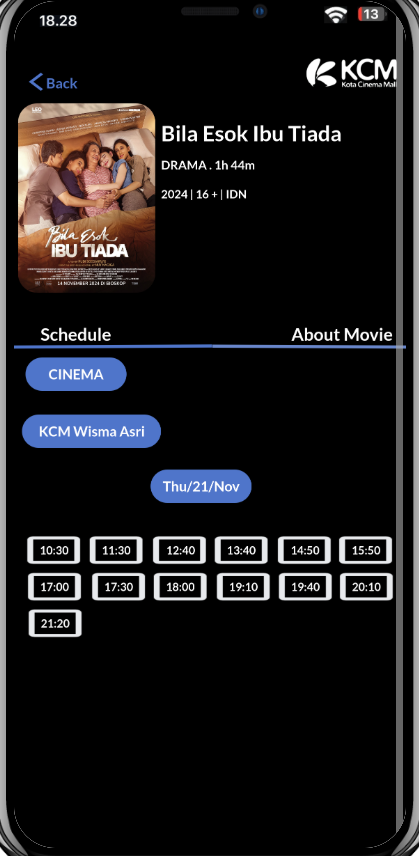 18.28
13
Back
KCM
Kota Cinema Mall
Bila Esok Ibu Tiada
DRAMA . 1h 44m
2024 | 16 + | IDN
Bila Esok
IBU TIADA
14 NOVEMBER 2024 DI BIOSKOP
Schedule About Movie
CINEMA
KCM Wisma Asri
Thu/21/Nov
10:30 11:30 12:40 13:40 14:50 15:50
17:00 17:30 18:00 19:10 19:40 20:10
21:20